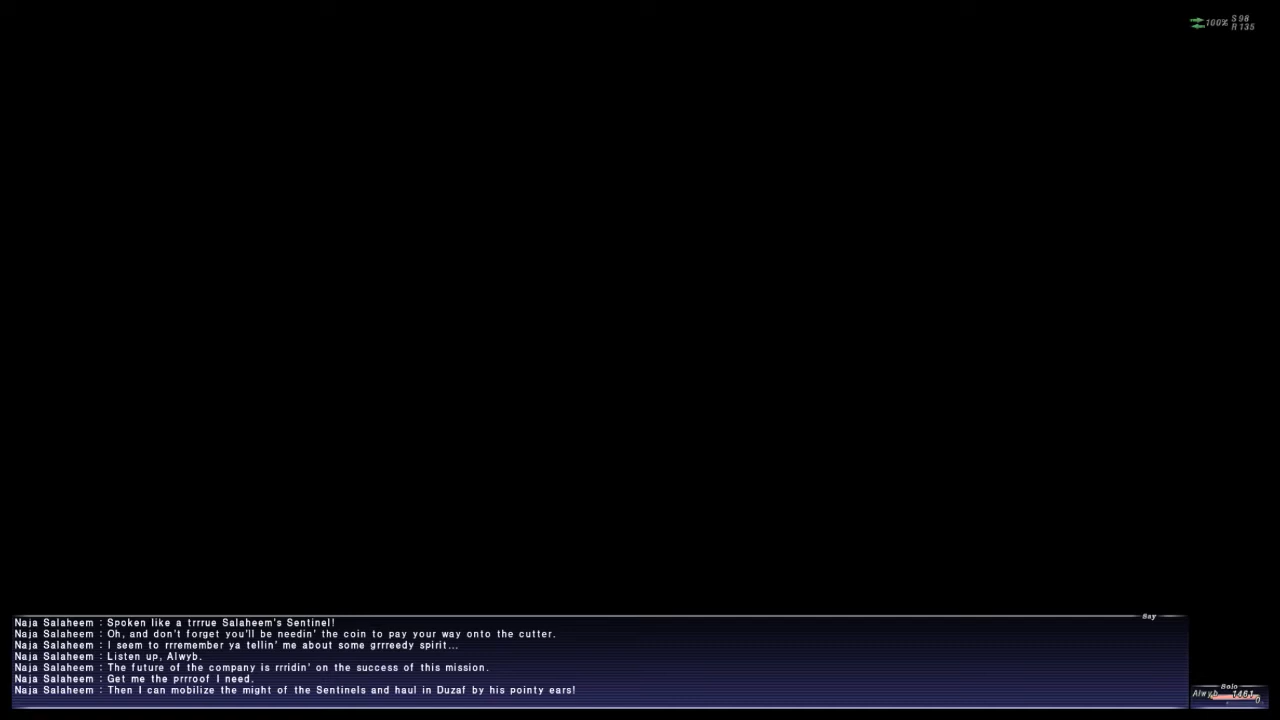 100% S 98
R 135
Say
Naja Salaheem : Spoken like a trrrue Salaheem's Sentinel!
Naja Salaheem : Oh, and don't forget you'll be needin' the coin to pay your way onto the cutter.
Naja Salaheem : I seem to rrremember ya tellin' me about some grrreedy spirit...
Naja Salaheem : Listen up, Alwyb.
Naja Salaheem : The future of the company is rrridin' on the success of this mission.
Naja Salaheem : Get me the prrroof I need.
Naja Salaheem : Then I can mobilize the might of the Sentinels and haul in Duzaf by his pointy ears!
Solo
Alwyb 1461
0